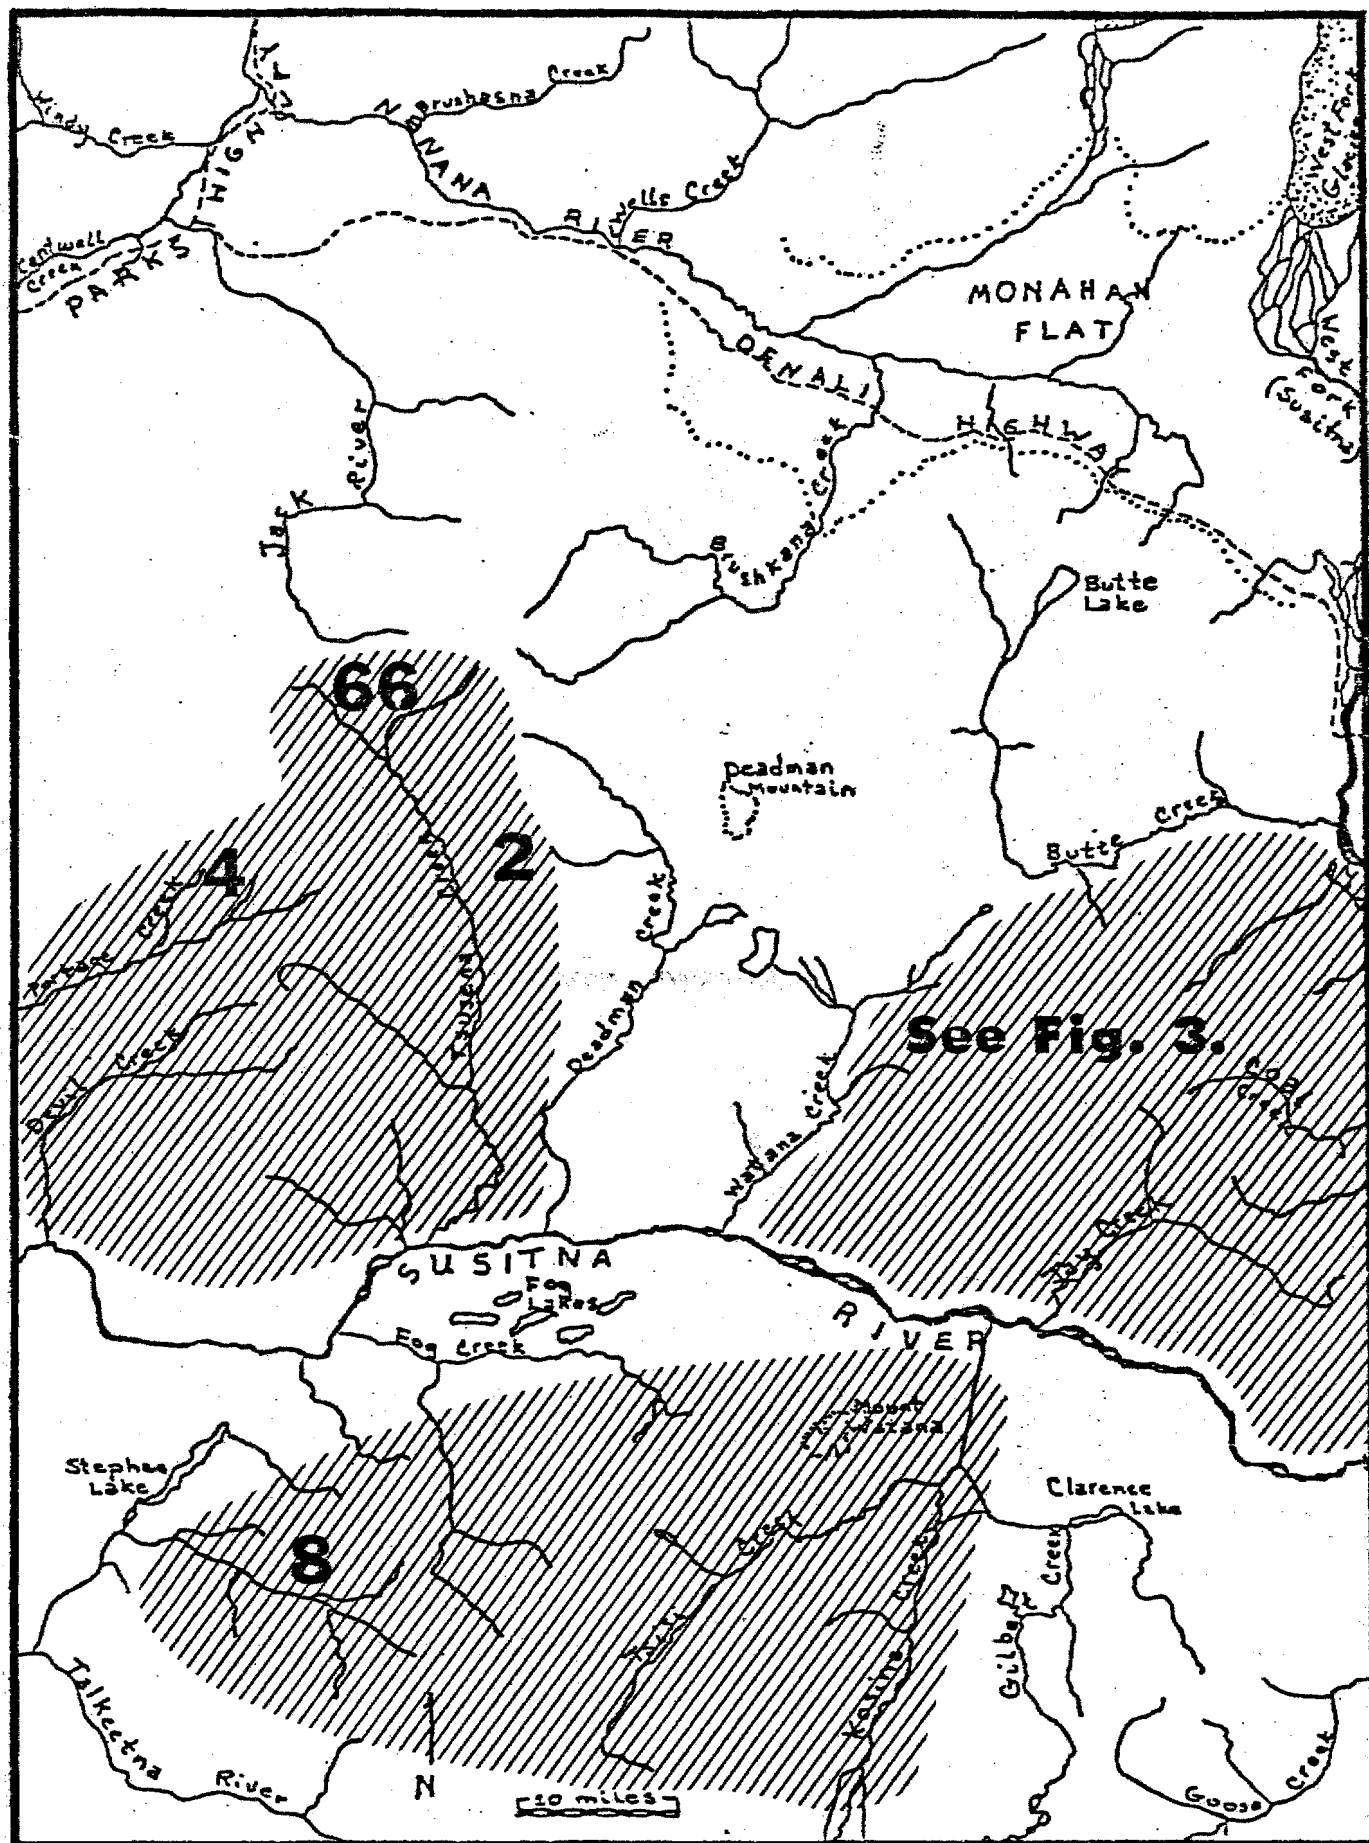 Windy Creek
HIGHWAY
NENANA RIVER
Brushasna Creek
Wells Creek
West Fork
Glacier
Cantwell
Creek
PARKS
MONAHAN
FLAT
DENALI HIGHWAY
West
Fork
(Susitna
Jack River
Brushkana Creek
Butte
Lake
66
Deadman
Mountain
2
4
Butte Creek
Portage Creek
Tsusena
Deadman Creek
Devil Creek
See Fig. 3.
Coal
Creek
Watana Creek
Jay Creek
SUSITNA RIVER
Fog
Lakes
Fog Creek
Mount
Watana
Stephen
Lake
Clarence
Lake
8
Creek
Kosina Creek
Gilbert Creek
Talkeetna River
N
10 miles
Goose Creek